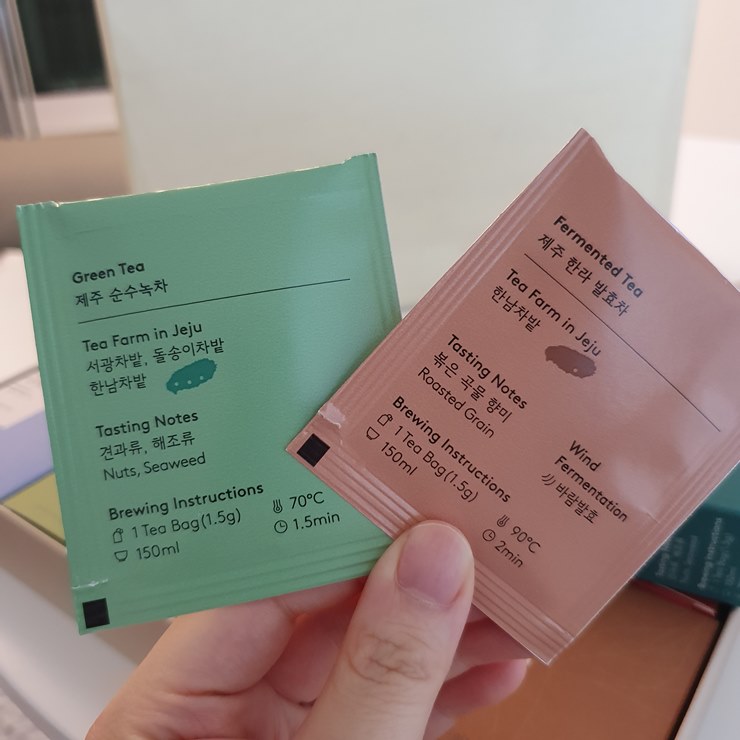 Green Tea
제주 순수녹차
Tea Farm in Jeju
서광차밭, 돌송이차밭
한남차밭
Tasting Notes
견과류, 해조류
Nuts, Seaweed
Brewing Instructions
1 Tea Bag (1.5g)
150ml
70°C
1.5min
Fermented Tea
제주 한라 발효차
Tea Farm in Jeju
한남차밭
Tasting Notes
볶은 곡물 향미
Roasted Grain
Brewing Instructions
1 Tea Bag (1.5g)
150ml
90°C
2min
Wind
Fermentation
바람발효
Brewing Instructions